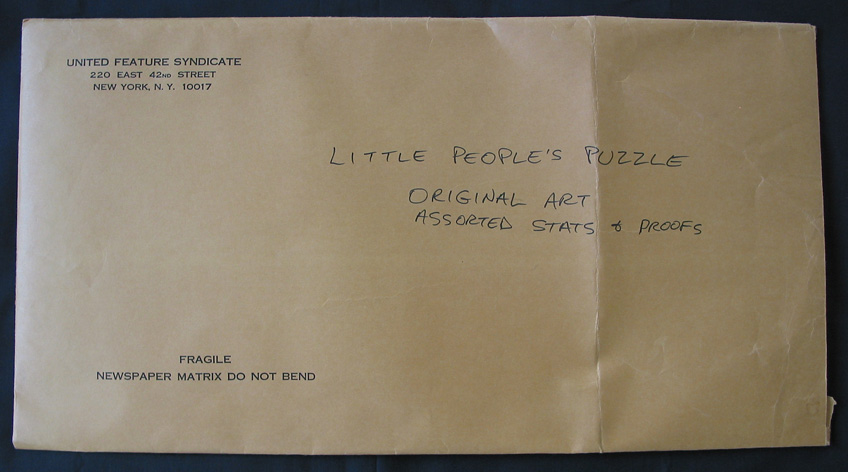 UNITED FEATURE SYNDICATE
220 EAST 42ND STREET
NEW YORK, N. Y. 10017
LITTLE PEOPLE'S PUZZLE
ORIGINAL ART
ASSORTED STATS & PROOFS
FRAGILE
NEWSPAPER MATRIX DO NOT BEND